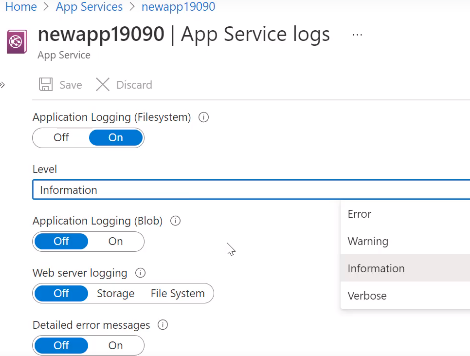 Home > App Services > newapp19090
newapp19090 | App Service logs ...
App Service
Save Discard
Application Logging (Filesystem)
Off On
Level
Information
Error
Application Logging (Blob)
Warning
Off On
Information
Web server logging
Off Storage File System
Verbose
Detailed error messages
Off On